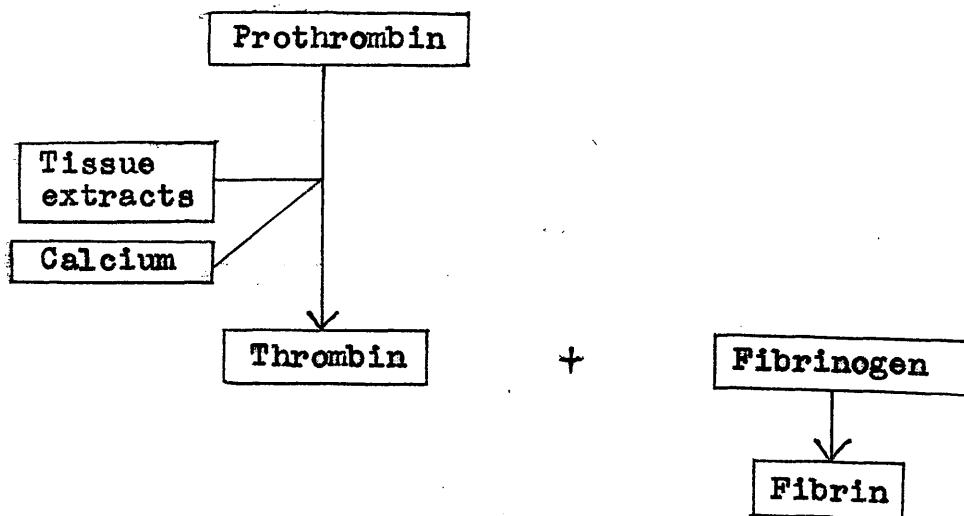 Prothrombin
Tissue
extracts
Calcium
Thrombin + Fibrinogen
Fibrin